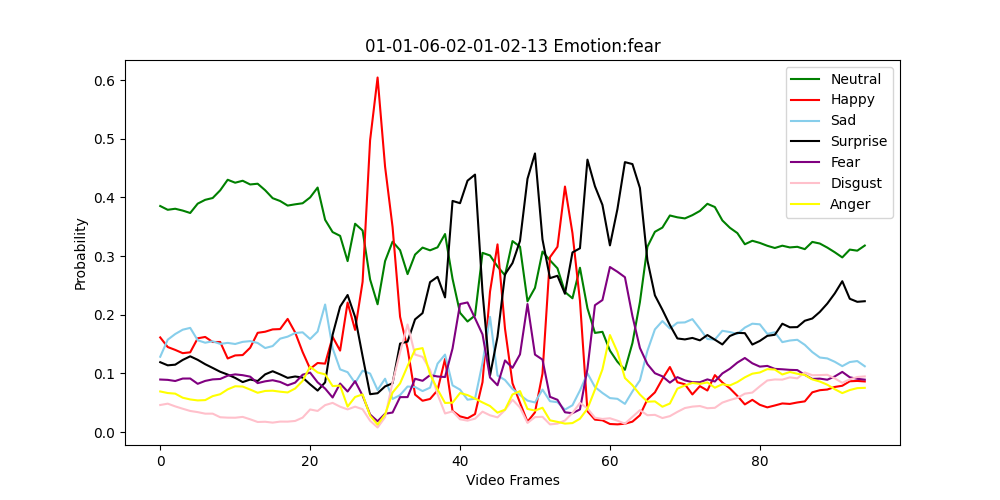 01-01-06-02-01-02-13 Emotion:fear
Probability
0.6
0.5
0.4
0.3
0.2
0.1
0.0
Neutral
Happy
Sad
Surprise
Fear
Disgust
Anger
0 20 40 60 80
Video Frames